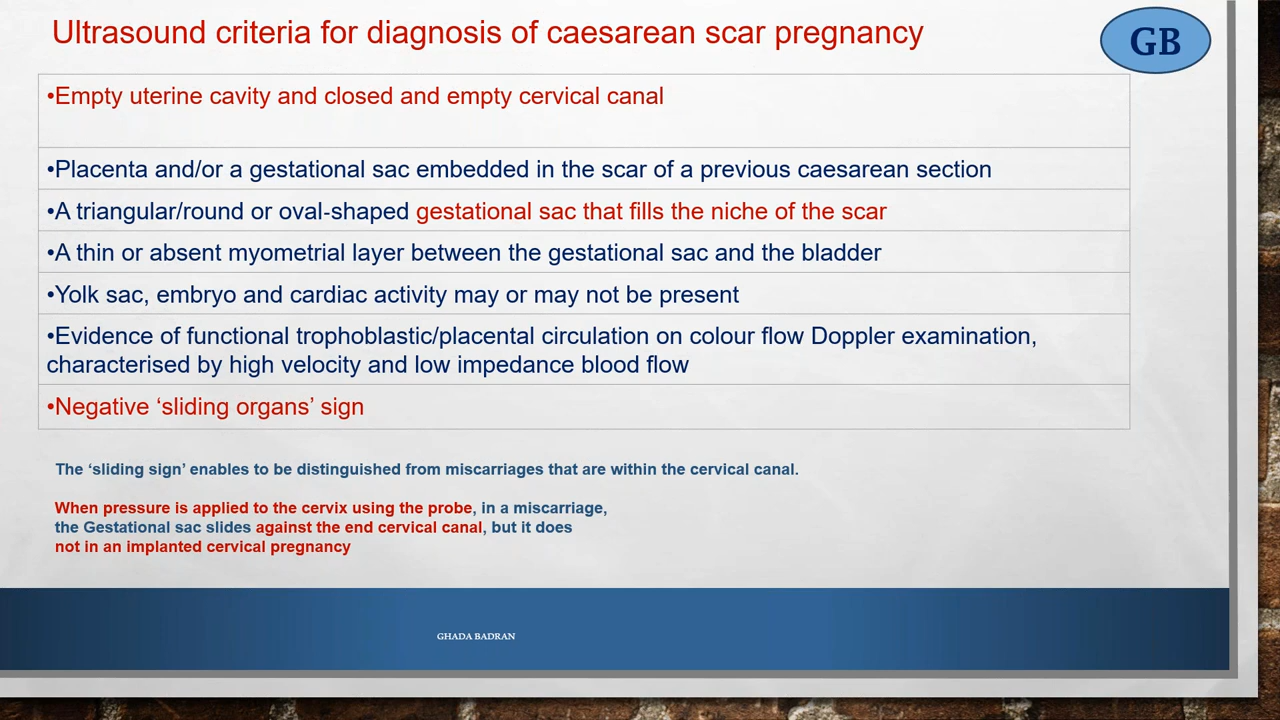 Ultrasound criteria for diagnosis of caesarean scar pregnancy
GB
•Empty uterine cavity and closed and empty cervical canal
•Placenta and/or a gestational sac embedded in the scar of a previous caesarean section
•A triangular/round or oval-shaped gestational sac that fills the niche of the scar
•A thin or absent myometrial layer between the gestational sac and the bladder
•Yolk sac, embryo and cardiac activity may or may not be present
•Evidence of functional trophoblastic/placental circulation on colour flow Doppler examination,
characterised by high velocity and low impedance blood flow
•Negative ‘sliding organs’ sign
The ‘sliding sign’ enables to be distinguished from miscarriages that are within the cervical canal.
When pressure is applied to the cervix using the probe, in a miscarriage,
the Gestational sac slides against the end cervical canal, but it does
not in an implanted cervical pregnancy
GHADA BADRAN